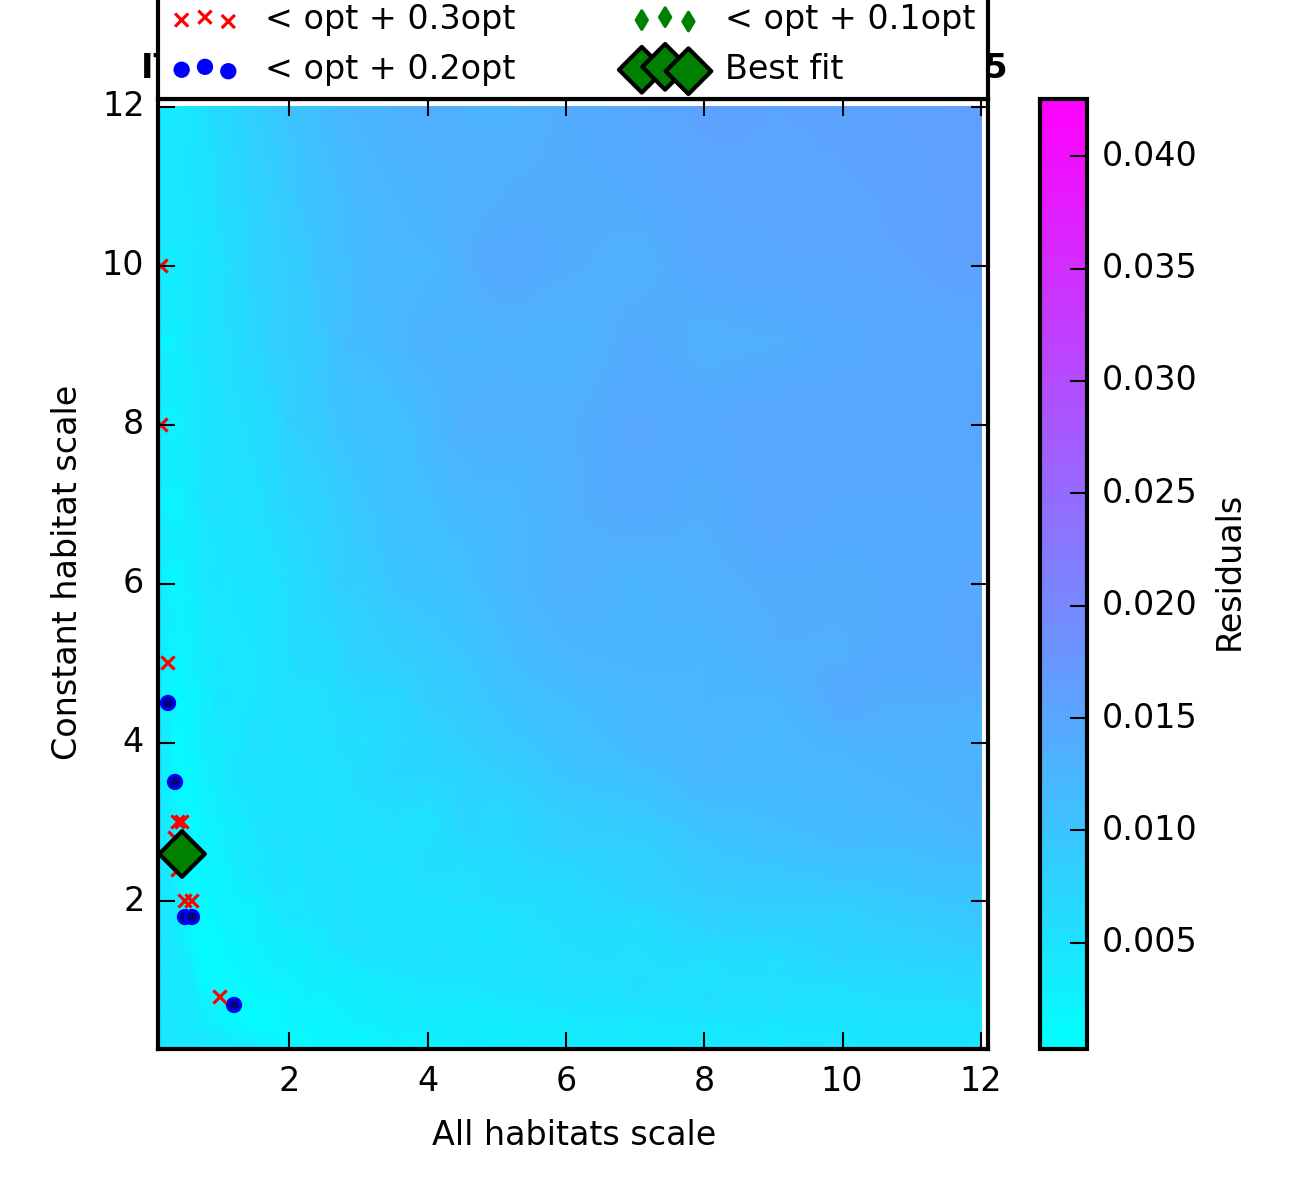 < opt + 0.3opt
< opt + 0.1opt
< opt + 0.2opt
Best fit
5
12
10
8
6
4
2
Constant habitat scale
2 4 6 8 10 12
All habitats scale
0.040
0.035
0.030
0.025
0.020
0.015
0.010
0.005
Residuals